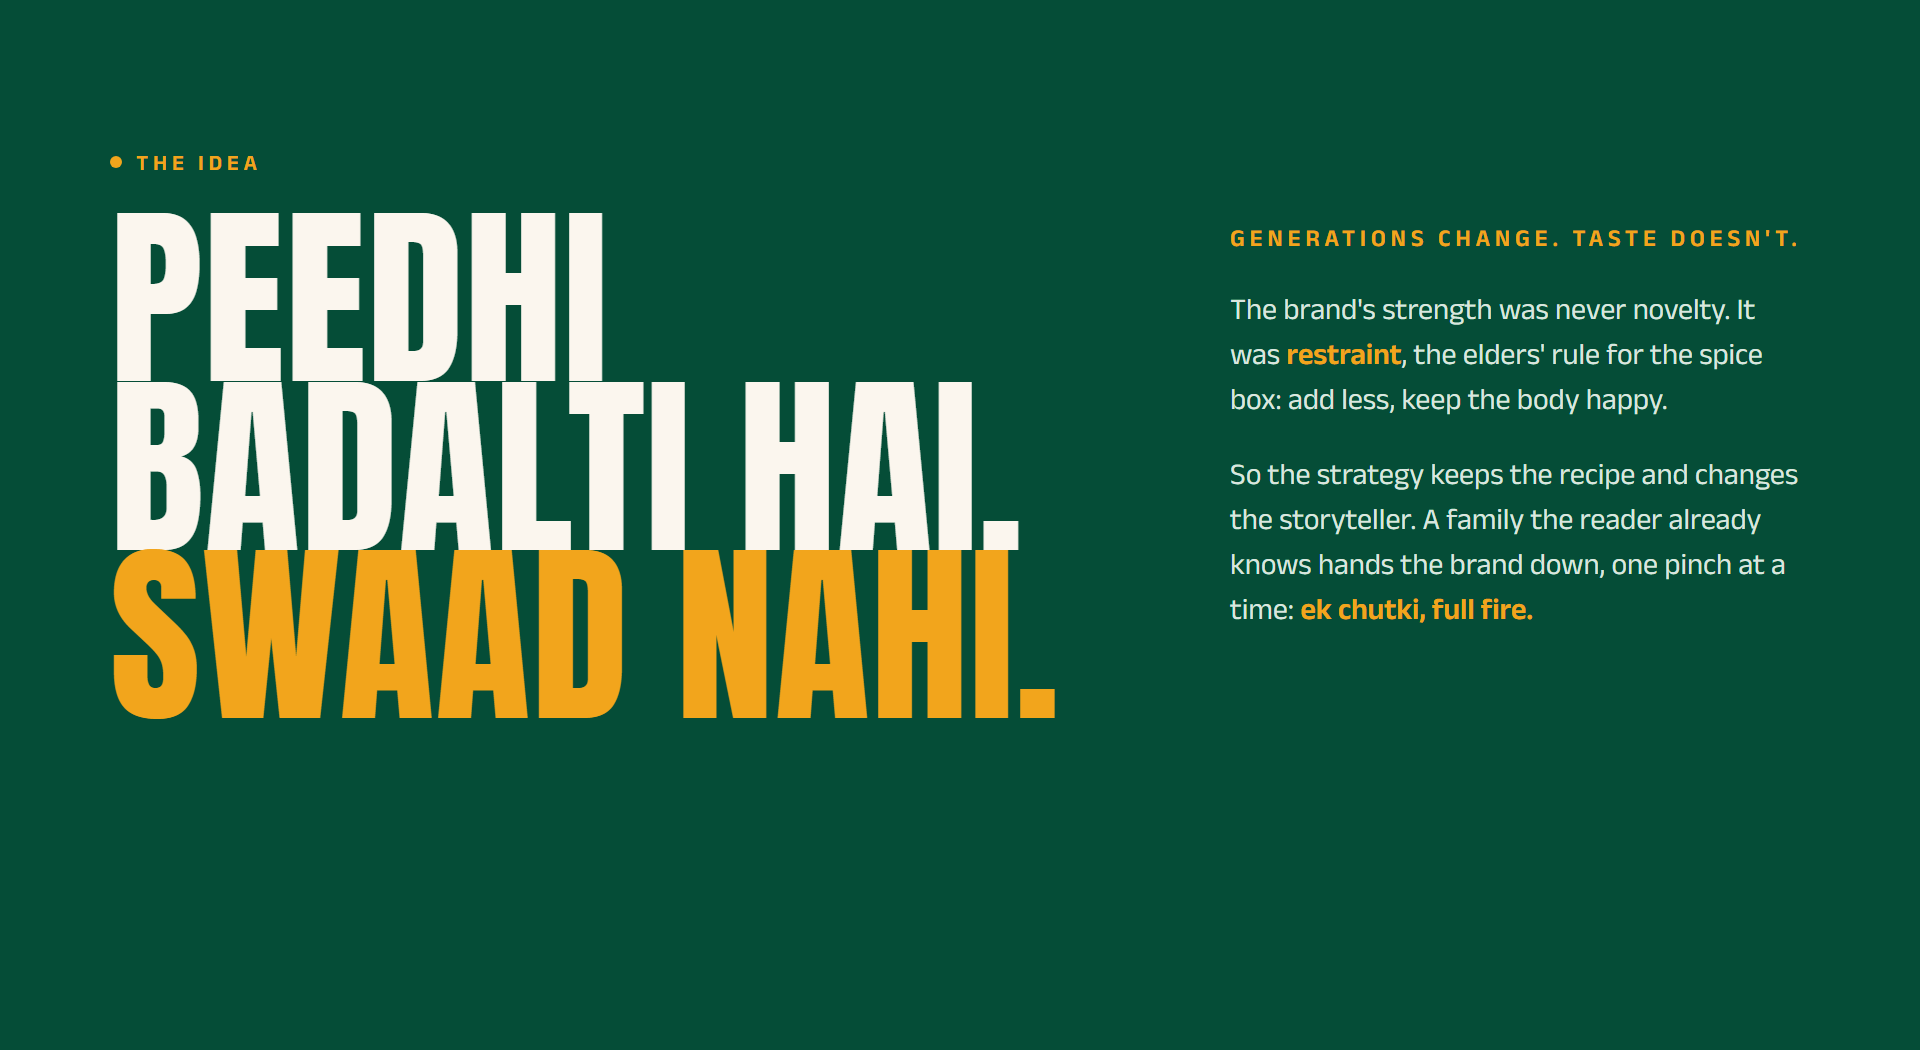 THE IDEA
PEEDHI
BADALTI HAI.
SWAAD NAHI.
GENERATIONS CHANGE. TASTE DOESN'T.
The brand's strength was never novelty. It
was restraint, the elders' rule for the spice
box: add less, keep the body happy.
So the strategy keeps the recipe and changes
the storyteller. A family the reader already
knows hands the brand down, one pinch at a
time: ek chutki, full fire.